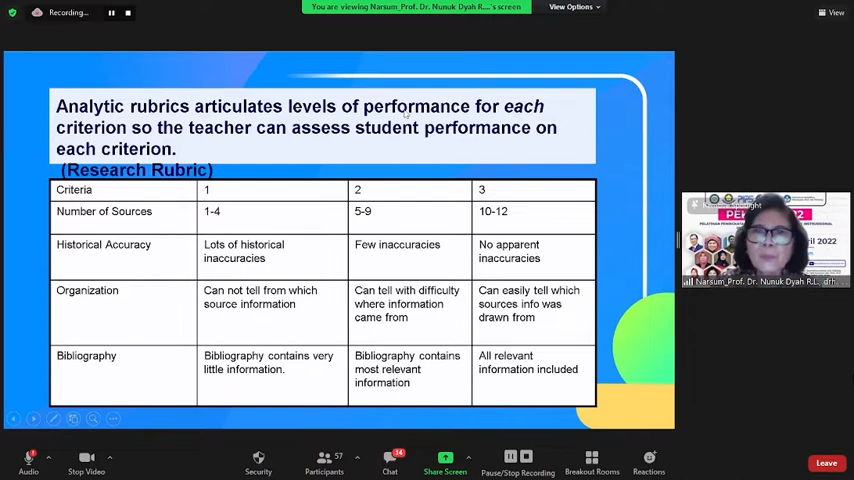 Recording...
You are viewing Narsum_Prof. Dr. Nunuk Dyah R....'s screen
View Options
View
Analytic rubrics articulates levels of performance for each
criterion so the teacher can assess student performance on
each criterion.
(Research Rubric)
Criteria 1 2 3
Number of Sources 1-4 5-9 10-12
Historical Accuracy Lots of historical Few inaccuracies No apparent
inaccuracies inaccuracies
Organization Can not tell from which Can tell with difficulty Can easily tell which
source information where information sources info was
came from drawn from
Bibliography Bibliography contains very Bibliography contains All relevant
little information. most relevant information included
information
2022
April 2022
Narsum_Prof. Dr. Nunuk Dyah R.L., drh. ...
1
57
14
Audio
Stop Video
Security
Participants
Chat
Share Screen
Pause/Stop Recording
Breakout Rooms
Reactions
Leave